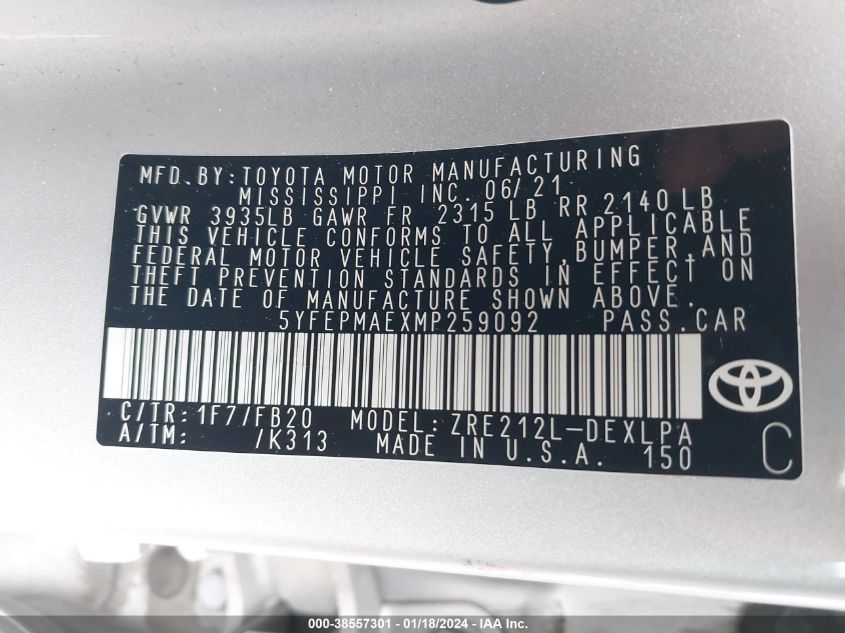 MFD. BY: TOYOTA MOTOR MANUFACTURING
MISSISSIPPI INC. 06/21
GVWR 3935LB GAWR FR 2315 LB RR 2140 LB
THIS VEHICLE CONFORMS TO ALL APPLICABLE
FEDERAL MOTOR VEHICLE SAFETY, BUMPER, AND
THEFT PREVENTION STANDARDS IN EFFECT ON
THE DATE OF MANUFACTURE SHOWN ABOVE.
5YFEPMAEXMP259092 PASS. CAR
C/TR: 1F7/FB20 MODEL: ZRE212L-DEXLPA
A/TM: /K313 MADE IN U.S.A. 150 C
000-38557301 - 01/18/2024 - IAA, Inc.